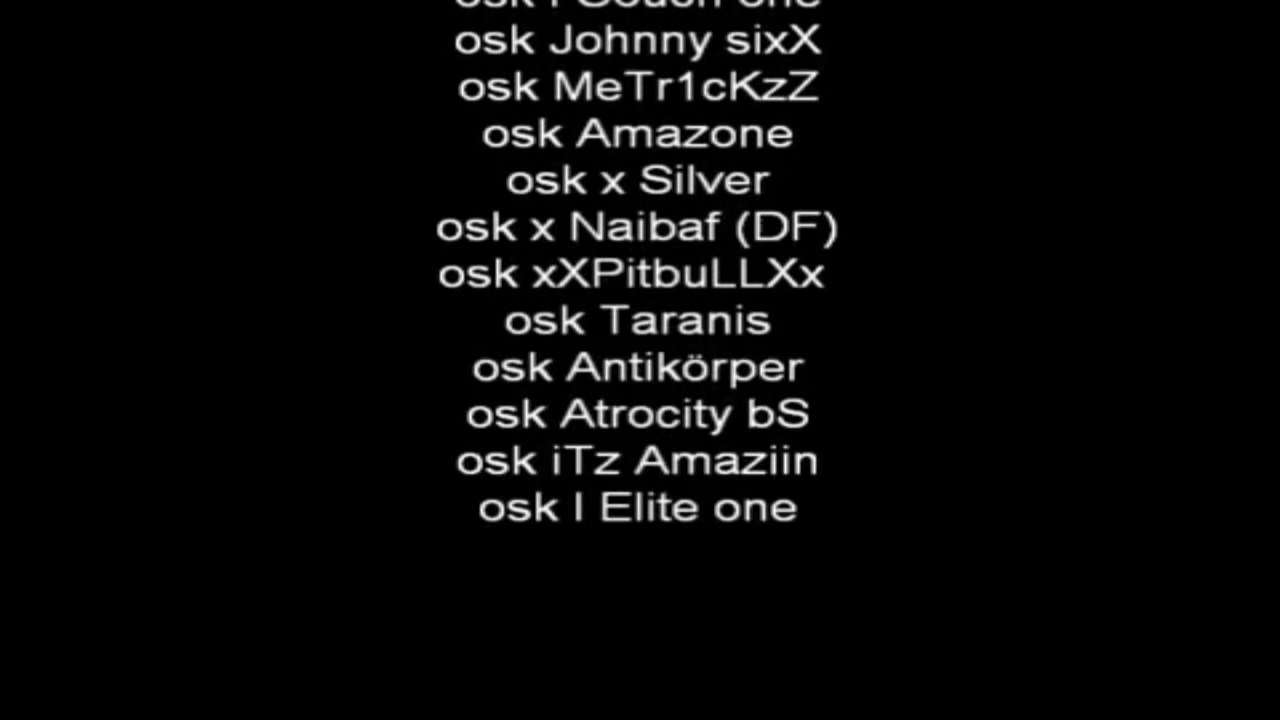 osk Johnny sixX
osk MeTr1cKzZ
osk Amazone
osk x Silver
osk x Naibaf (DF)
osk xXPitbuLLXx
osk Taranis
osk Antikörper
osk Atrocity bS
osk iTz Amaziin
osk I Elite one